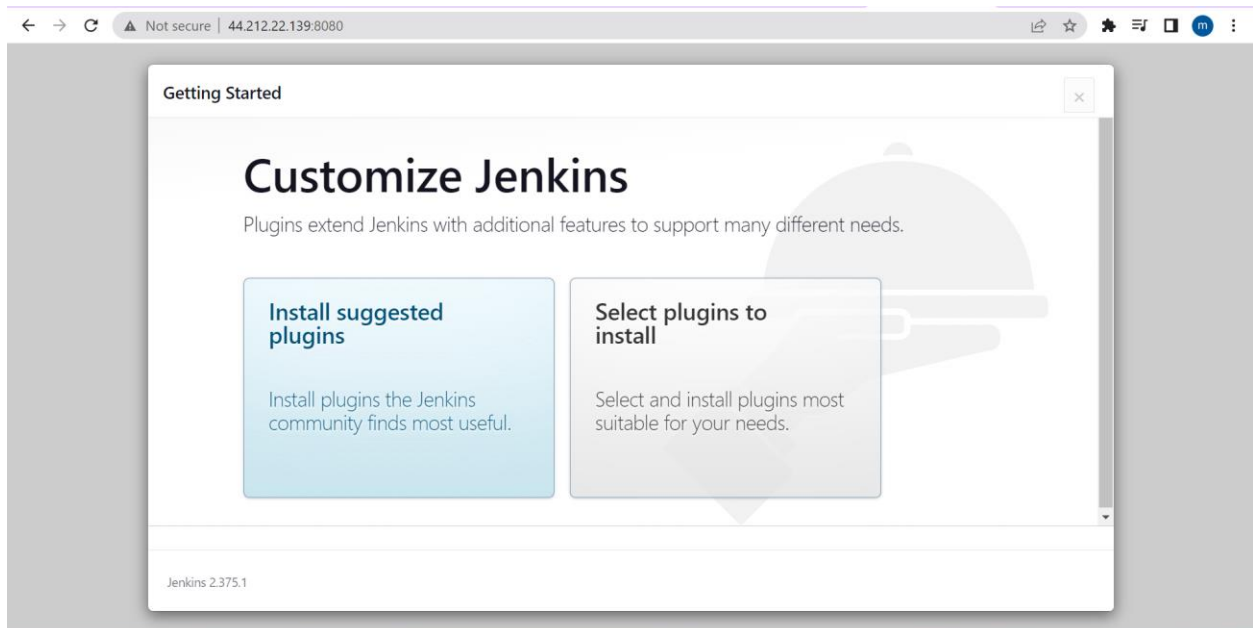 Not secure | 44.212.22.139:8080
m
Getting Started
Customize Jenkins
Plugins extend Jenkins with additional features to support many different needs.
Install suggested
plugins
Install plugins the Jenkins
community finds most useful.
Select plugins to
install
Select and install plugins most
suitable for your needs.
Jenkins 2.375.1